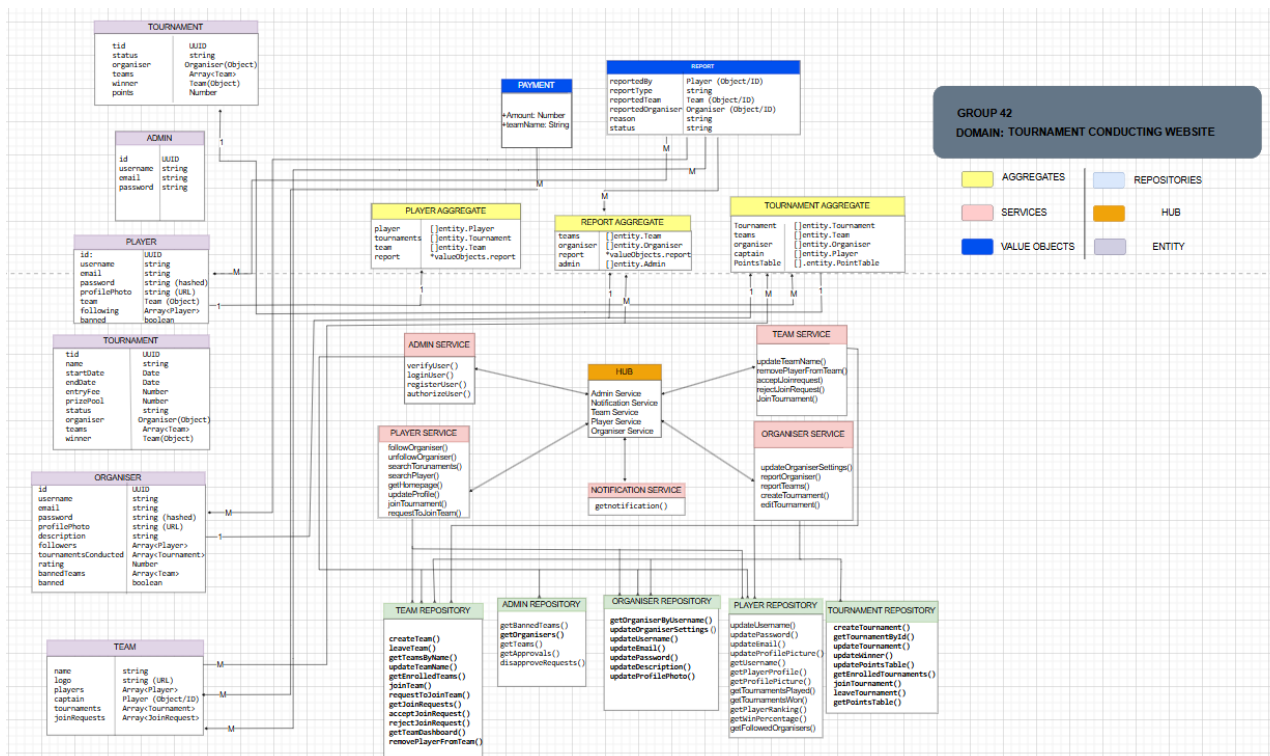 TOURNAMENT
tid UUID
status string
organiser Organiser(Object)
teams Array<Team>
winner Team(Object)
points Number
ADMIN
id UUID
username string
email string
password string
PLAYER
id: UUID
username string
email string
password string (hashed)
profilePhoto string (URL)
team Team (Object)
following Array<Player>
banned boolean
TOURNAMENT
tid UUID
name string
startDate Date
endDate Date
entryFee Number
prizePool Number
status string
organiser Organiser(Object)
teams Array<Team>
winner Team(Object)
ORGANISER
id UUID
username string
email string
password string (hashed)
profilePhoto string (URL)
description string
followers Array<Player>
tournamentsConducted Array<Tournament>
rating Number
bannedTeams Array<Team>
banned boolean
TEAM
name string
logo string (URL)
players Array<Player>
captain Player (Object/ID)
tournaments Array<Tournament>
joinRequests Array<JoinRequest>
PAYMENT
+Amount: Number
+teamName: String
REPORT
reportedBy Player (Object/ID)
reportType string
reportedTeam Team (Object/ID)
reportedOrganiser Organiser (Object/ID)
reason string
status string
GROUP 42
DOMAIN: TOURNAMENT CONDUCTING WEBSITE
AGGREGATES
REPOSITORIES
SERVICES
HUB
VALUE OBJECTS
ENTITY
PLAYER AGGREGATE
player []entity.Player
tournaments []entity.Tournament
team []entity.Team
report *valueObjects.report
REPORT AGGREGATE
teams []entity.Team
organiser []entity.Organiser
report *valueObjects.report
admin []entity.Admin
TOURNAMENT AGGREGATE
Tournament []entity.Tournament
teams []entity.Team
organiser []entity.Organiser
captain []entity.Player
PointsTable [].entity.PointTable
1
M
M
M
M
M
1
1
M
1
M
M
1
M
1
M
M
M
ADMIN SERVICE
verifyUser()
loginUser()
registerUser()
authorizeUser()
HUB
Admin Service
Notification Service
Team Service
Player Service
Organiser Service
TEAM SERVICE
updateTeamName()
removePlayerFromTeam()
acceptJoinrequest()
rejectJoinRequest()
JoinTournament()
PLAYER SERVICE
followOrganiser()
unfollowOrganiser()
searchTorunaments()
searchPlayer()
getHomepage()
updateProfile()
joinTournament()
requestToJoinTeam()
NOTIFICATION SERVICE
getnotification()
ORGANISER SERVICE
updateOrganiserSettings()
reportOrganiser()
reportTeams()
createTournament()
editTournament()
TEAM REPOSITORY
createTeam()
leaveTeam()
getTeamsByName()
updateTeamName()
getEnrolledTeams()
joinTeam()
requestToJoinTeam()
getJoinRequests()
acceptJoinRequest()
rejectJoinRequest()
getTeamDashboard()
removePlayerFromTeam()
ADMIN REPOSITORY
getBannedTeams()
getOrganisers()
getTeams()
getApprovals()
disapproveRequests()
ORGANISER REPOSITORY
getOrganiserByUsername()
updateOrganiserSettings()
updateUsername()
updateEmail()
updatePassword()
updateDescription()
updateProfilePhoto()
PLAYER REPOSITORY
updateUsername()
updatePassword()
updateEmail()
updateProfilePicture()
getUsername()
getPlayerProfile()
getProfilePicture()
getTournamentsPlayed()
getTournamentsWon()
getPlayerRanking()
getWinPercentage()
getFollowedOrganisers()
TOURNAMENT REPOSITORY
createTournament()
getTournamentById()
updateTournament()
updateWinner()
updatePointsTable()
getEnrolledTournaments()
joinTournament()
leaveTournament()
getPointsTable()